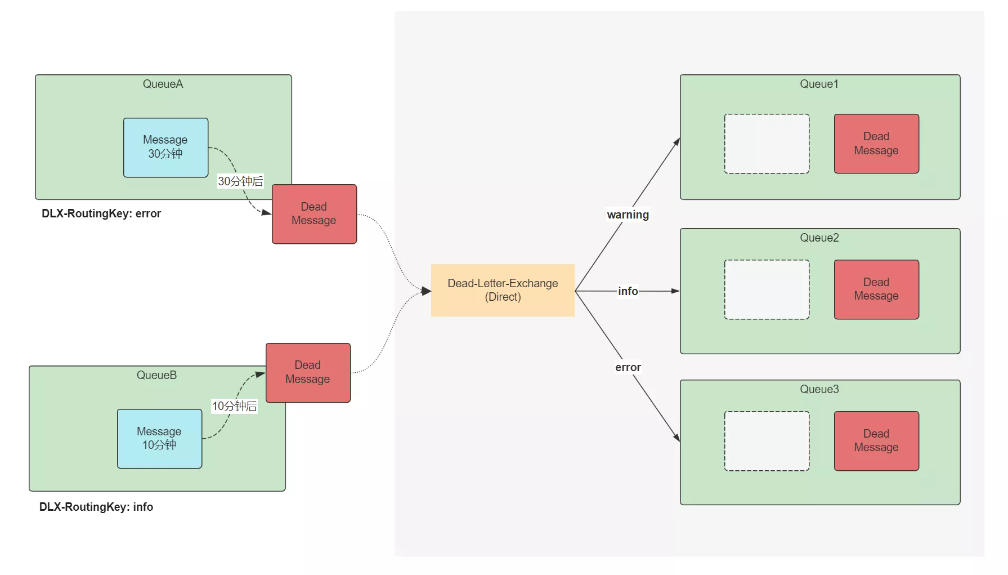 QueueA
Message
30分钟
30分钟后
Dead
Message
DLX-RoutingKey: error
QueueB
Message
10分钟
10分钟后
Dead
Message
DLX-RoutingKey: info
Dead-Letter-Exchange
(Direct)
warning
info
error
Queue1
Dead
Message
Queue2
Dead
Message
Queue3
Dead
Message